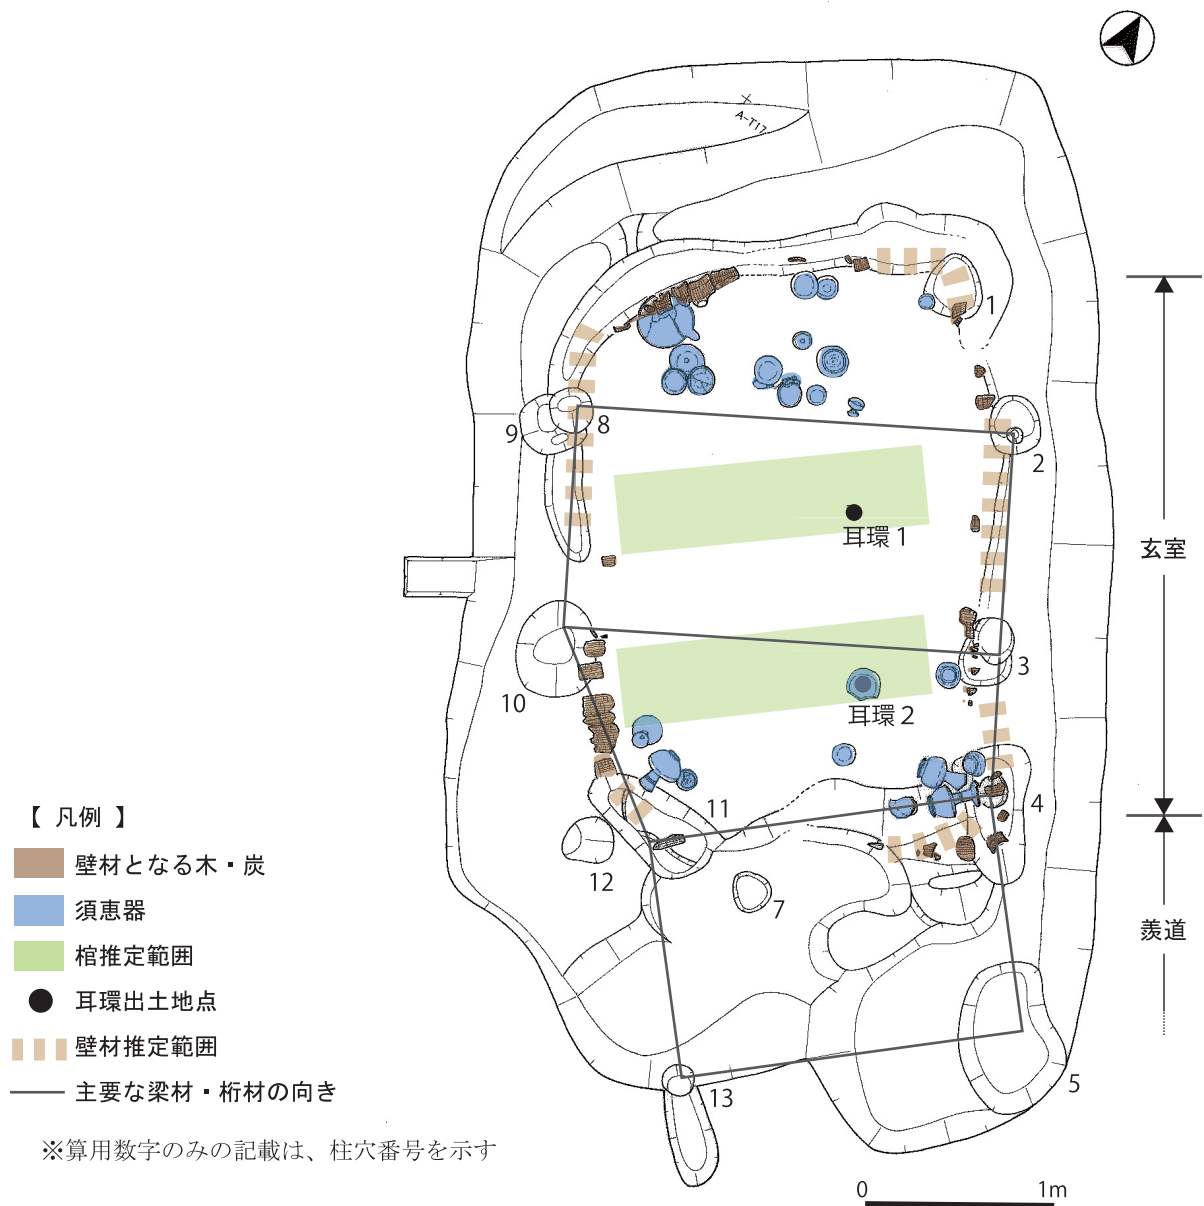 A-T17
1
8
9
2
耳環1
玄室
3
10
耳環2
11
4
12
7
羨道
5
13
【 凡例 】
壁材となる木・炭
須恵器
棺推定範囲
耳環出土地点
壁材推定範囲
主要な梁材・桁材の向き
※算用数字のみの記載は、柱穴番号を示す
0 1m